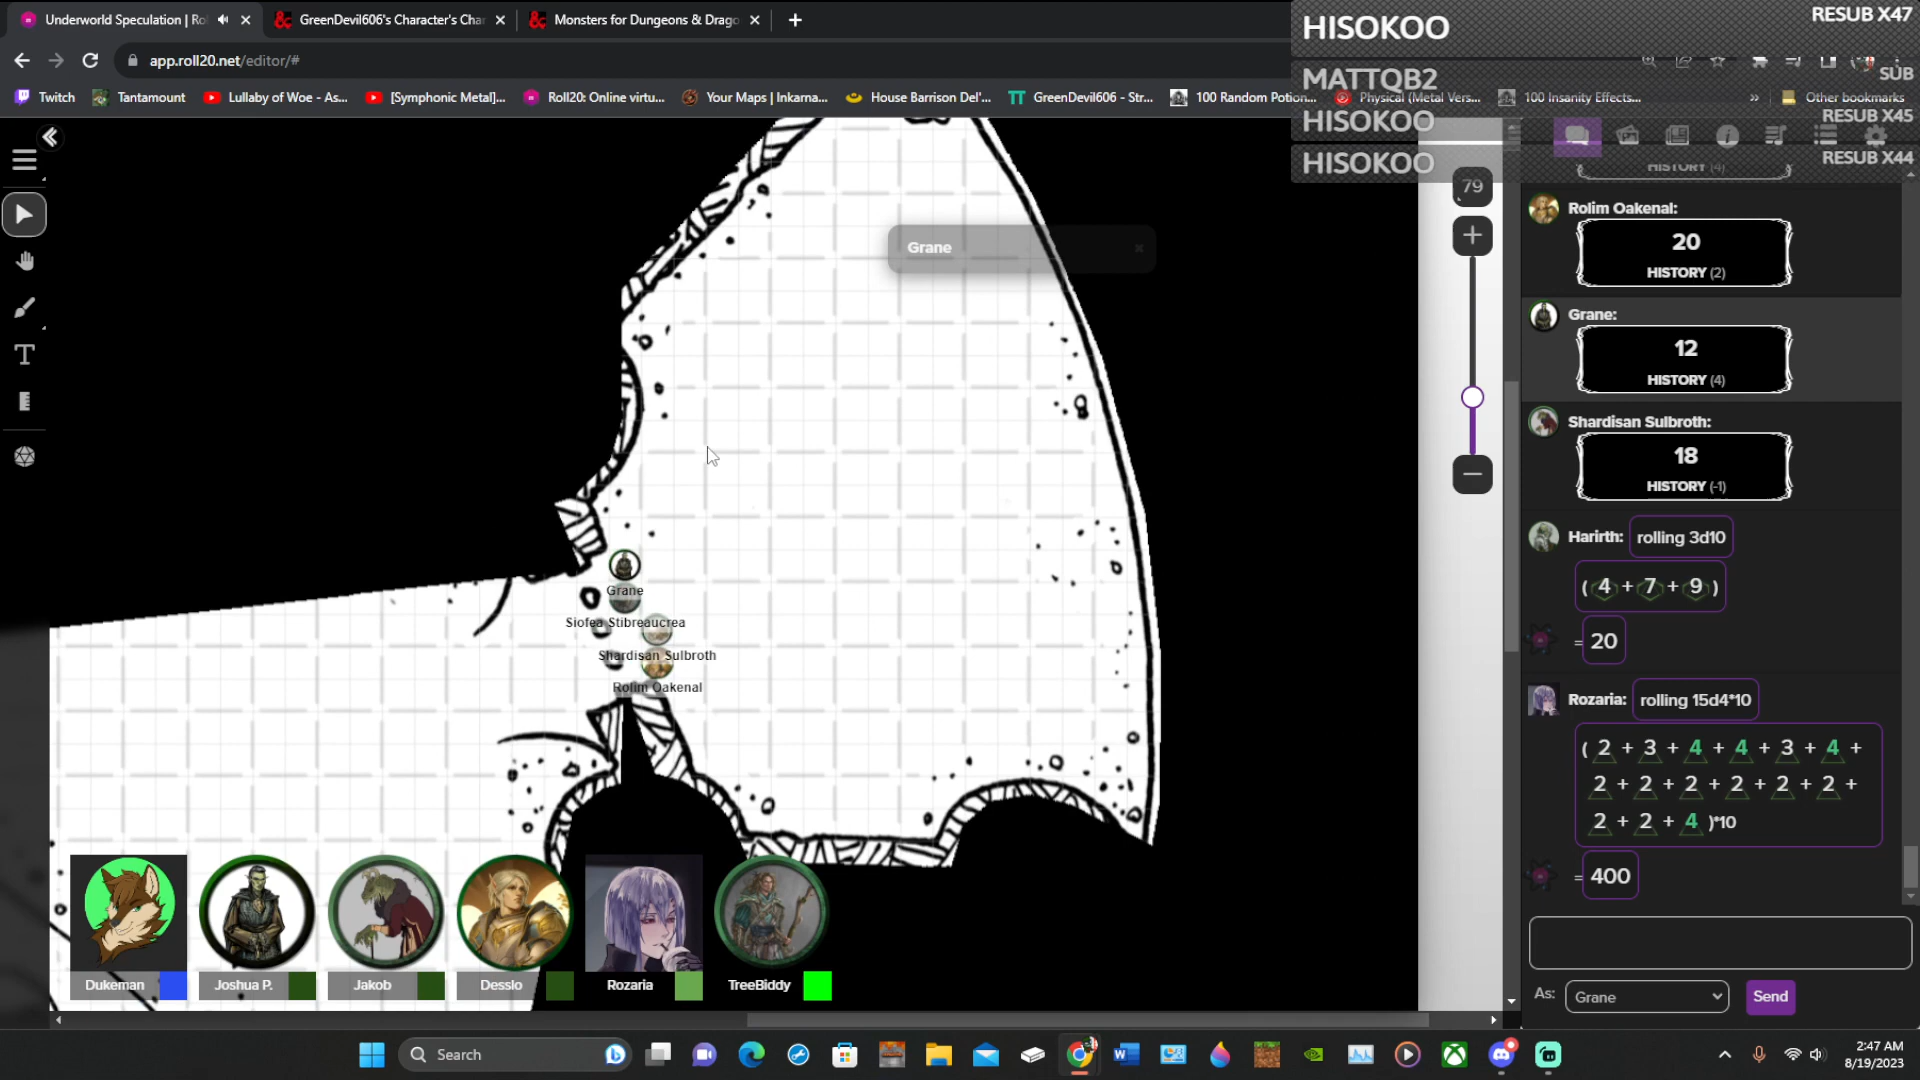 Underworld Speculation | Ro
GreenDevil606's Character's Char
Monsters for Dungeons & Drago
HISOKOO
RESUB X47
app.roll20.net/editor/#
MATTQB2
SUB
Twitch
Tantamount
Lullaby of Woe - As...
[Symphonic Metal]...
Roll20: Online virtu...
Your Maps | Inkarna...
House Barrison Del'...
GreenDevil606 - Str...
100 Random Potion...
Physical (Metal Vers...
100 Insanity Effects...
Other bookmarks
HISOKOO
RESUB X45
HISOKOO
RESUB X44
HISTORY (4)
79
Grane
Rolim Oakenal:
20
HISTORY (2)
Grane:
12
HISTORY (4)
Shardisan Sulbroth:
18
HISTORY (-1)
Harirth: rolling 3d10
(4+7+9)
=20
Rozaria: rolling 15d4*10
(2+3+4+4+3+4+
2+2+2+2+2+2+
2+2+4)*10
=400
Grane
Siofea Stibreaucrea
Shardisan Sulbroth
Rolim Oakenal
Dukeman
Joshua P.
Jakob
Desslo
Rozaria
TreeBiddy
As:
Grane
Send
Search
2:47 AM
8/19/2023